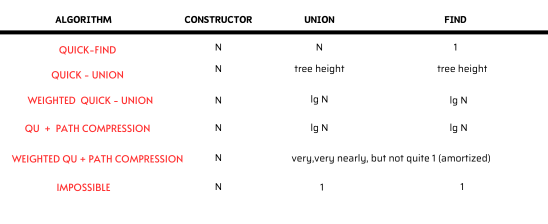 ALGORITHM CONSTRUCTOR UNION FIND
QUICK-FIND N N 1
QUICK - UNION N tree height tree height
WEIGHTED QUICK - UNION N lg N lg N
QU + PATH COMPRESSION N lg N lg N
WEIGHTED QU + PATH COMPRESSION N very,very nearly, but not quite 1 (amortized)
IMPOSSIBLE N 1 1